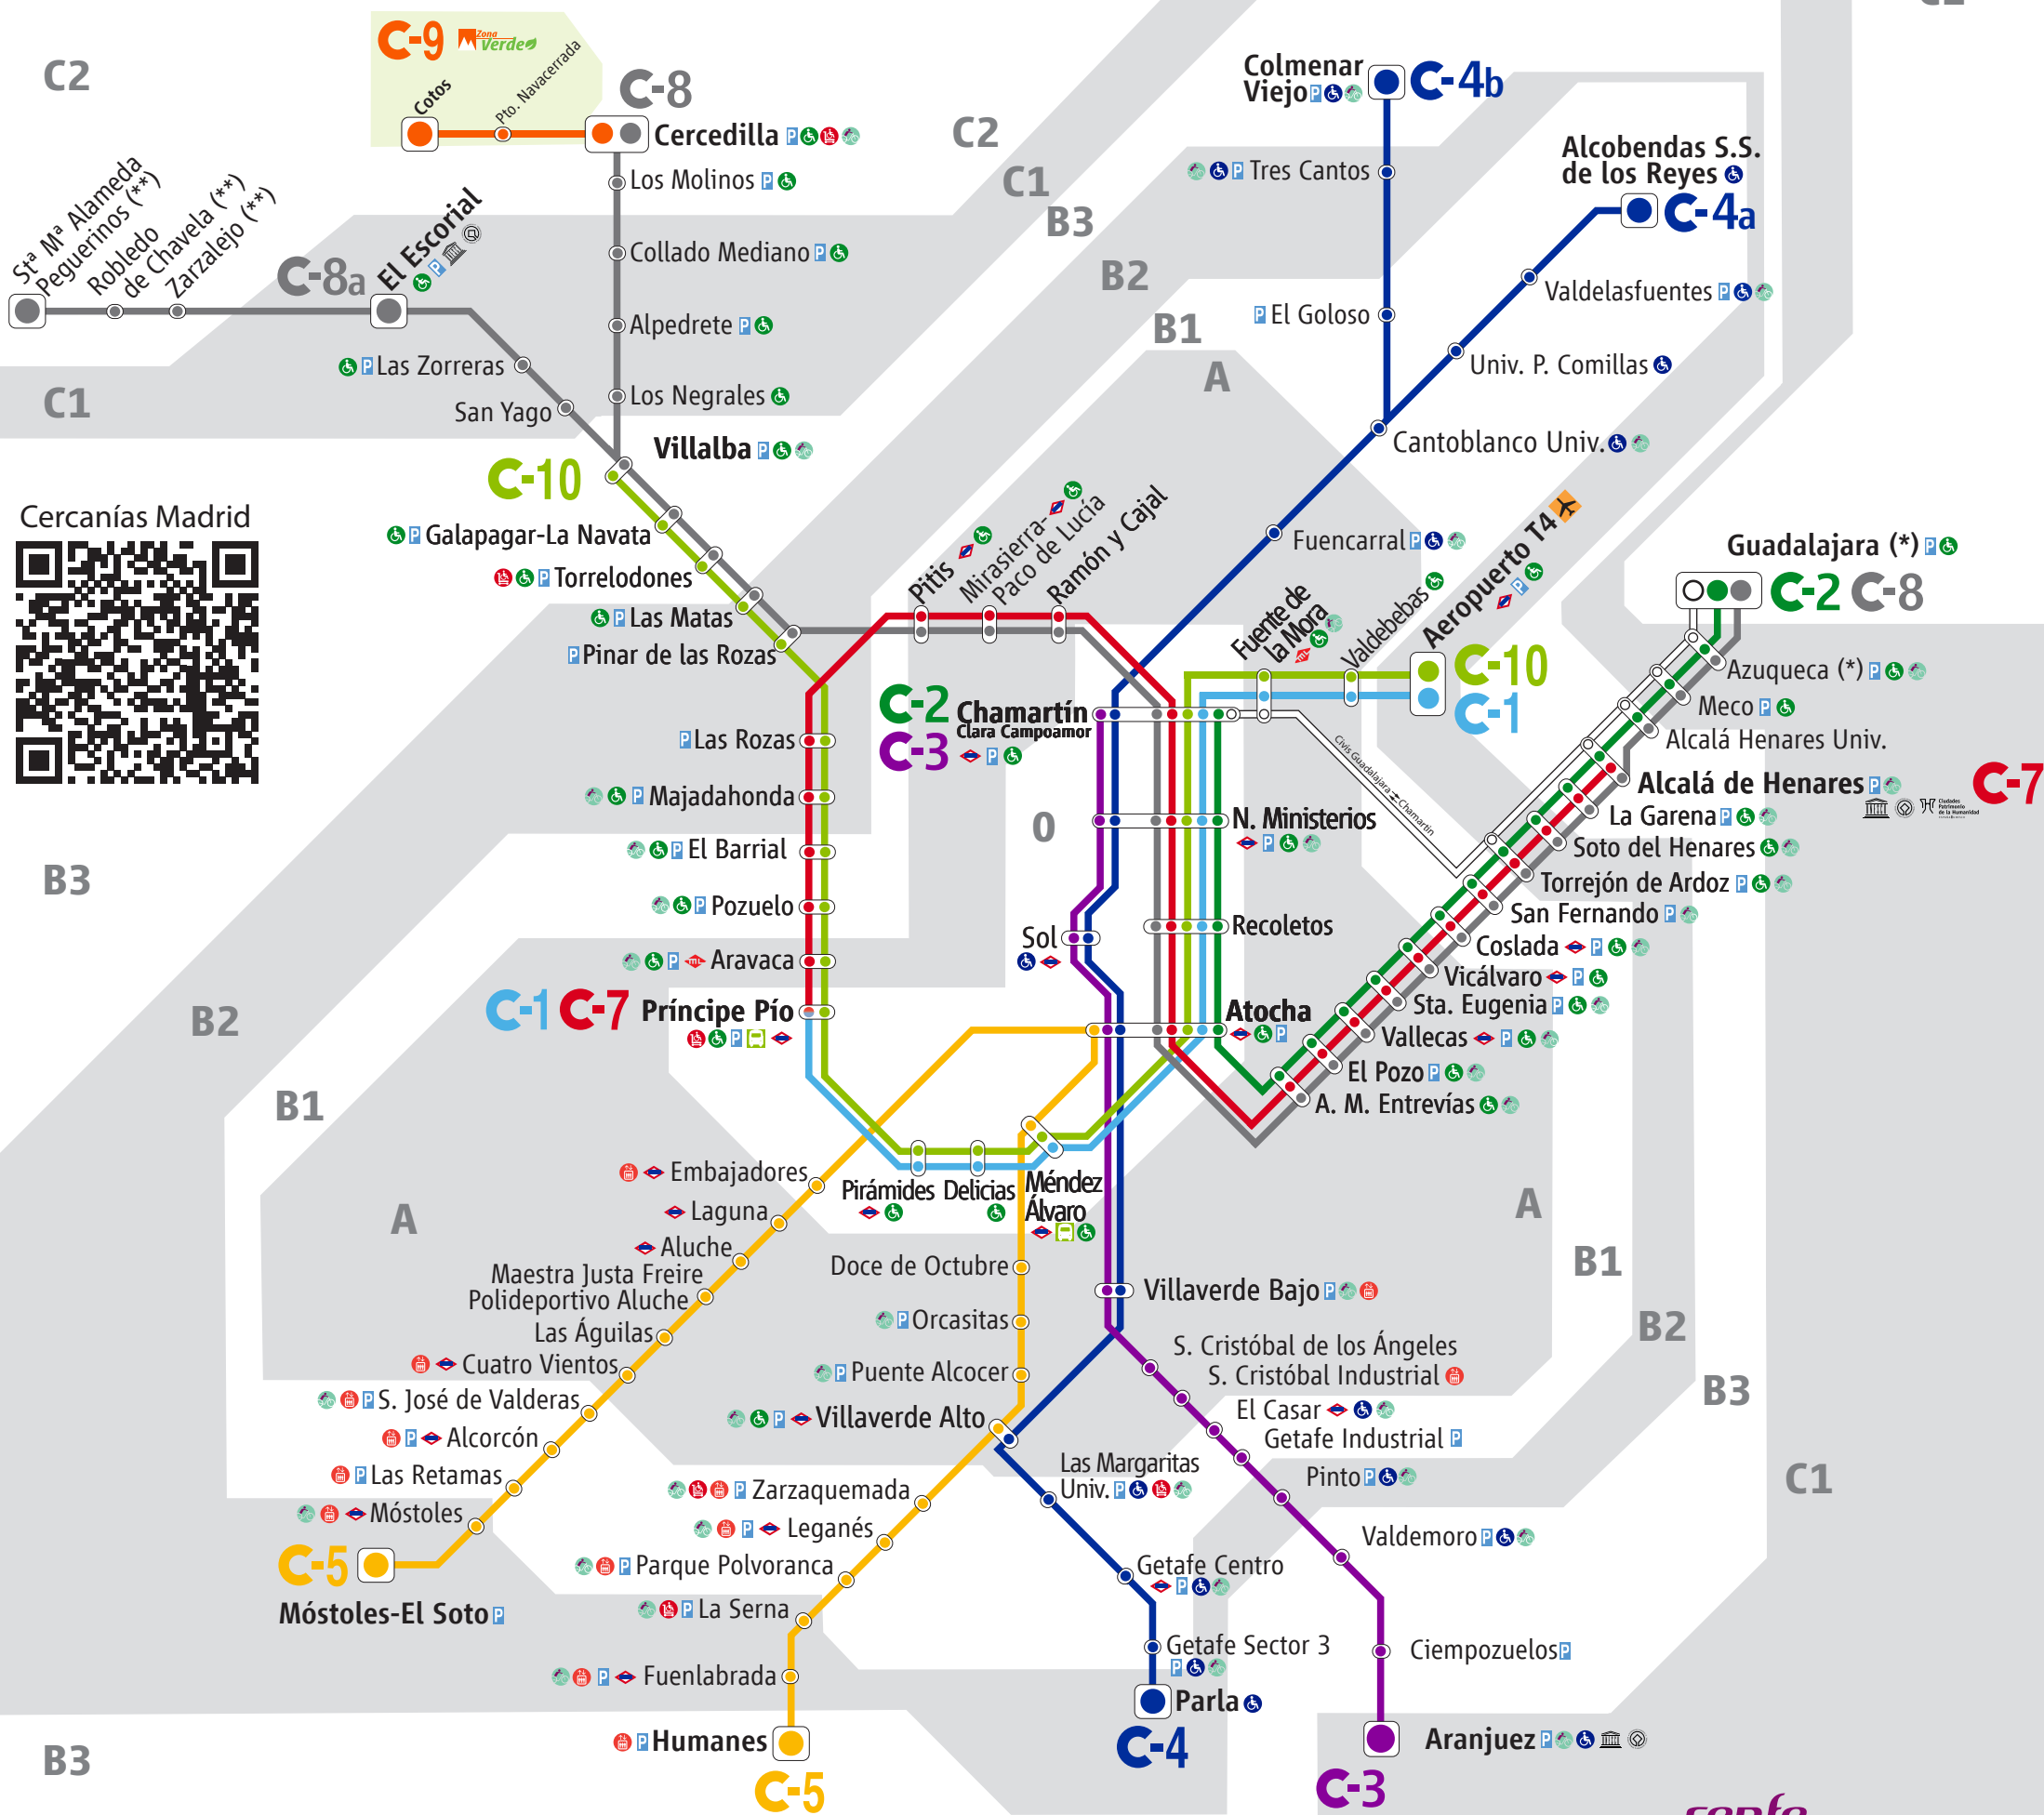 C-9
Zona
Verde
Cotos
Pto. Navacerrada
C-8
Cercedilla
Los Molinos
Collado Mediano
Alpedrete
Los Negrales
Villalba
Stª Mª Alameda
Peguerinos (**)
Robledo
de Chavela (**)
Zarzalejo (**)
C-8a
El Escorial
Las Zorreras
San Yago
C2
C2
C1
C1
B3
B2
B1
A
Colmenar
Viejo
C-4b
Tres Cantos
El Goloso
Alcobendas S.S.
de los Reyes
C-4a
Valdelasfuentes
Univ. P. Comillas
Cantoblanco Univ.
Fuencarral
C-10
Galapagar-La Navata
Torrelodones
Las Matas
Pinar de las Rozas
Cercanías Madrid
Pitis
Mirasierra-
Paco de Lucía
Ramón y Cajal
Fuente de
la Mora
Valdebebas
Aeropuerto T4
C-10
C-1
Guadalajara (*)
C-2 C-8
Azuqueca (*)
Meco
Alcalá Henares Univ.
Alcalá de Henares
C-7
Ciudades
Patrimonio
de la Humanidad
La Garena
Soto del Henares
Torrejón de Ardoz
San Fernando
Coslada
Vicálvaro
Sta. Eugenia
Vallecas
El Pozo
A. M. Entrevías
Civis Guadalajara Chamartín
C-2
C-3
Chamartín
Clara Campoamor
N. Ministerios
Recoletos
Sol
Atocha
0
Las Rozas
Majadahonda
El Barrial
Pozuelo
Aravaca
C-1 C-7 Príncipe Pío
B3
B2
B1
A
Embajadores
Laguna
Aluche
Maestra Justa Freire
Polideportivo Aluche
Las Águilas
Cuatro Vientos
S. José de Valderas
Alcorcón
Las Retamas
Móstoles
C-5
Móstoles-El Soto
Pirámides
Delicias
Méndez
Álvaro
Doce de Octubre
Orcasitas
Puente Alcocer
Villaverde Alto
Zarzaquemada
Leganés
Parque Polvoranca
La Serna
Fuenlabrada
Humanes
C-5
Villaverde Bajo
S. Cristóbal de los Ángeles
S. Cristóbal Industrial
El Casar
Getafe Industrial
Pinto
Valdemoro
Ciempozuelos
Aranjuez
C-3
Las Margaritas
Univ.
Getafe Centro
Getafe Sector 3
Parla
C-4
A
B1
B2
B3
C1
B3